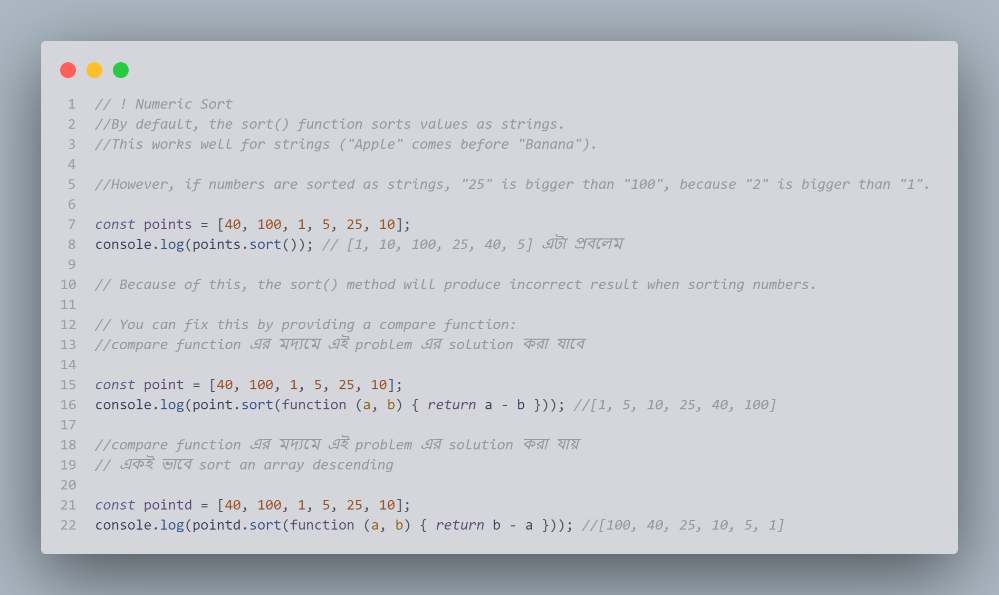 1 // ! Numeric Sort
2 //By default, the sort() function sorts values as strings.
3 //This works well for strings ("Apple" comes before "Banana").
4
5 //However, if numbers are sorted as strings, "25" is bigger than "100", because "2" is bigger than "1".
6
7 const points = [40, 100, 1, 5, 25, 10];
8 console.log(points.sort()); // [1, 10, 100, 25, 40, 5] এটা প্রবলেম
9
10 // Because of this, the sort() method will produce incorrect result when sorting numbers.
11
12 // You can fix this by providing a compare function:
13 //compare function এর মদ্যমে এই problem এর solution করা যাবে
14
15 const point = [40, 100, 1, 5, 25, 10];
16 console.log(point.sort(function (a, b) { return a - b })); //[1, 5, 10, 25, 40, 100]
17
18 //compare function এর মদ্যমে এই problem এর solution করা যায়
19 // একই ভাবে sort an array descending
20
21 const pointd = [40, 100, 1, 5, 25, 10];
22 console.log(pointd.sort(function (a, b) { return b - a })); //[100, 40, 25, 10, 5, 1]